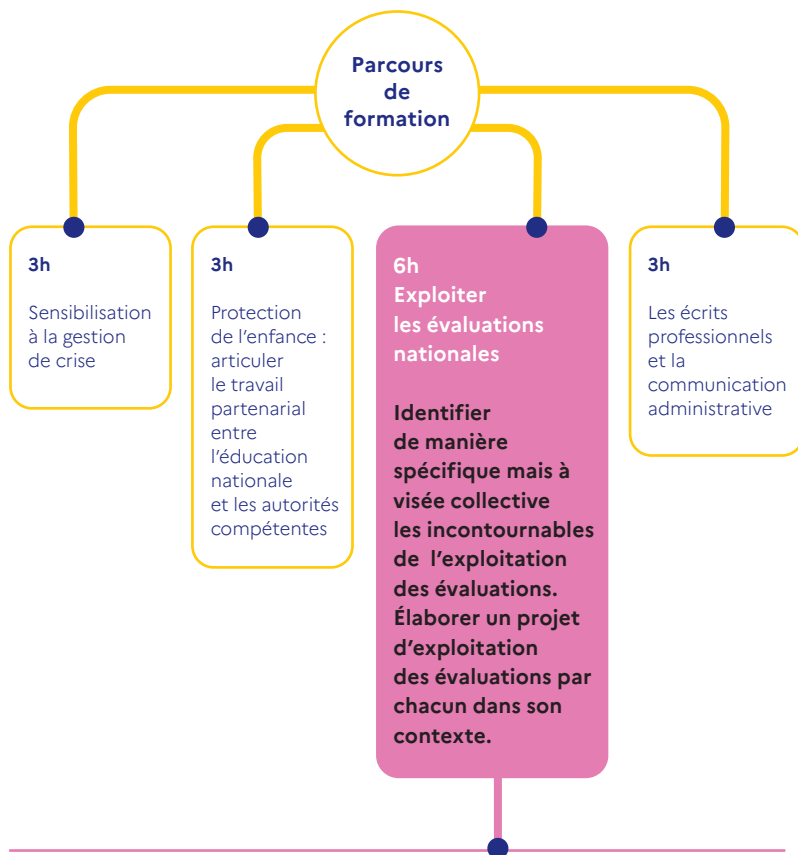 Parcours
de
formation
3h
Sensibilisation
à la gestion
de crise
3h
Protection
de l'enfance :
articuler
le travail
partenarial
entre
l'éducation
nationale
et les autorités
compétentes
6h
Exploiter
les évaluations
nationales
Identifier
de manière
spécifique mais à
visée collective
les incontournables
de l'exploitation
des évaluations.
Élaborer un projet
d'exploitation
des évaluations par
chacun dans son
contexte.
3h
Les écrits
professionnels
et la
communication
administrative